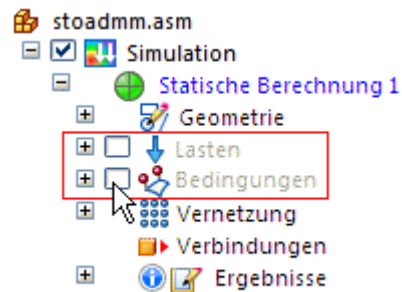 stoadmm.asm
Simulation
Statische Berechnung 1
Geometrie
Lasten
Bedingungen
Vernetzung
Verbindungen
Ergebnisse